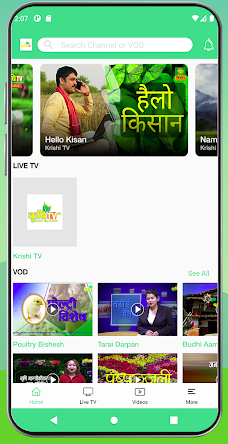 2:07
Search Channel or VOD
हैलो
किसान
Hello Kisan
Krishi TV
Nam
Krishi
LIVE TV
कृषि TV
Krishi TV
VOD
See All
पोल्ट्री
विशेष
Poultry Bishesh
Tarai Darpan
Budhi Aam
Home
Live TV
Videos
More